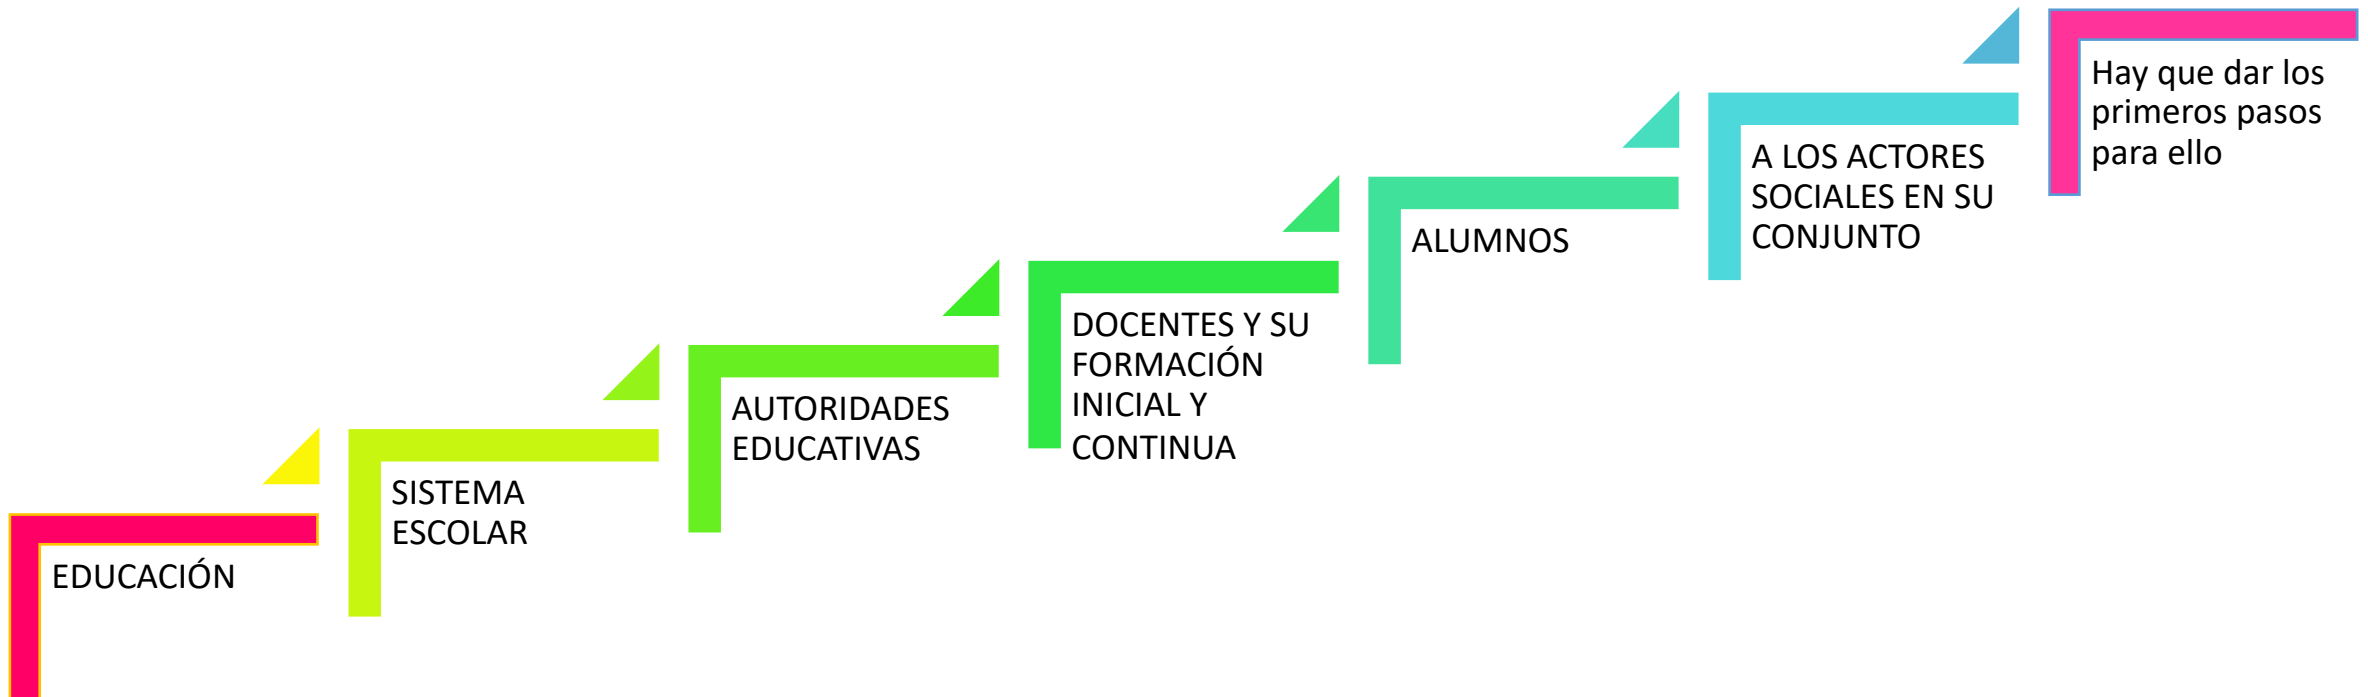 EDUCACIÓN
SISTEMA
ESCOLAR
AUTORIDADES
EDUCATIVAS
DOCENTES Y SU
FORMACIÓN
INICIAL Y
CONTINUA
ALUMNOS
A LOS ACTORES
SOCIALES EN SU
CONJUNTO
Hay que dar los
primeros pasos
para ello